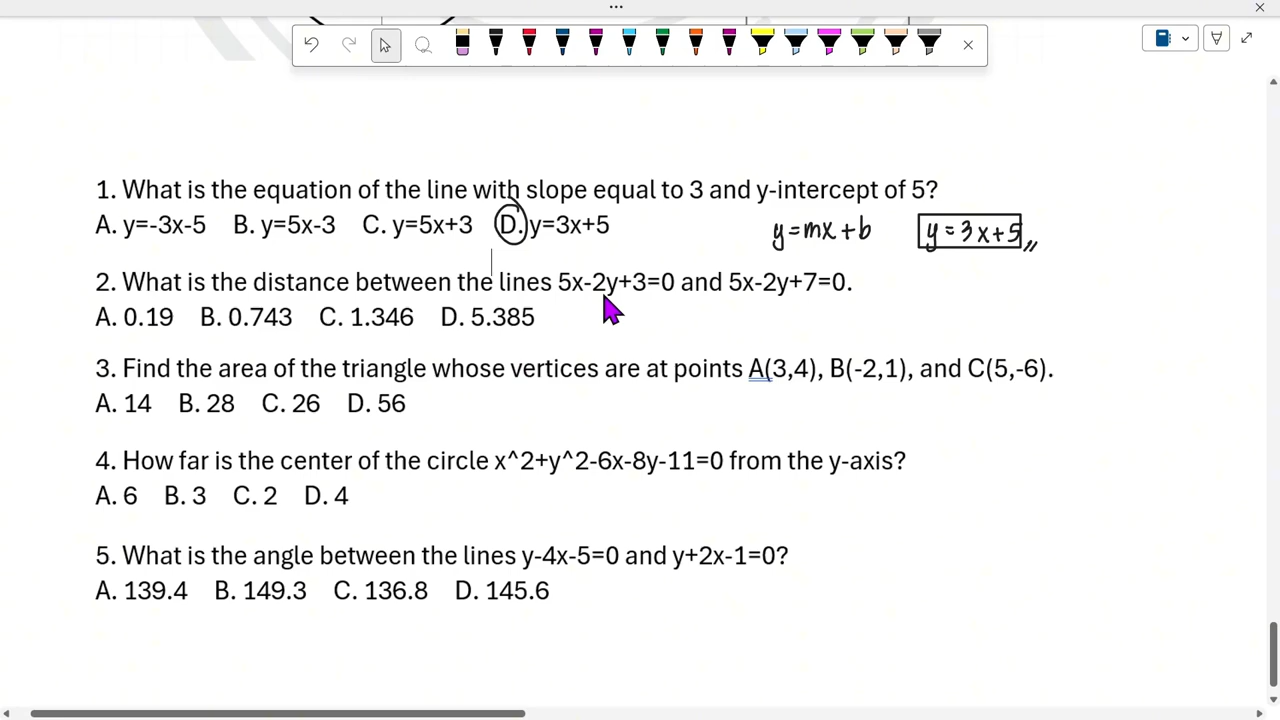 1. What is the equation of the line with slope equal to 3 and y-intercept of 5?
A. y=-3x-5 B. y=5x-3 C. y=5x+3 D. y=3x+5 y=mx+b y=3x+5
2. What is the distance between the lines 5x-2y+3=0 and 5x-2y+7=0.
A. 0.19 B. 0.743 C. 1.346 D. 5.385
3. Find the area of the triangle whose vertices are at points A(3,4), B(-2,1), and C(5,-6).
A. 14 B. 28 C. 26 D. 56
4. How far is the center of the circle x^2+y^2-6x-8y-11=0 from the y-axis?
A. 6 B. 3 C. 2 D. 4
5. What is the angle between the lines y-4x-5=0 and y+2x-1=0?
A. 139.4 B. 149.3 C. 136.8 D. 145.6